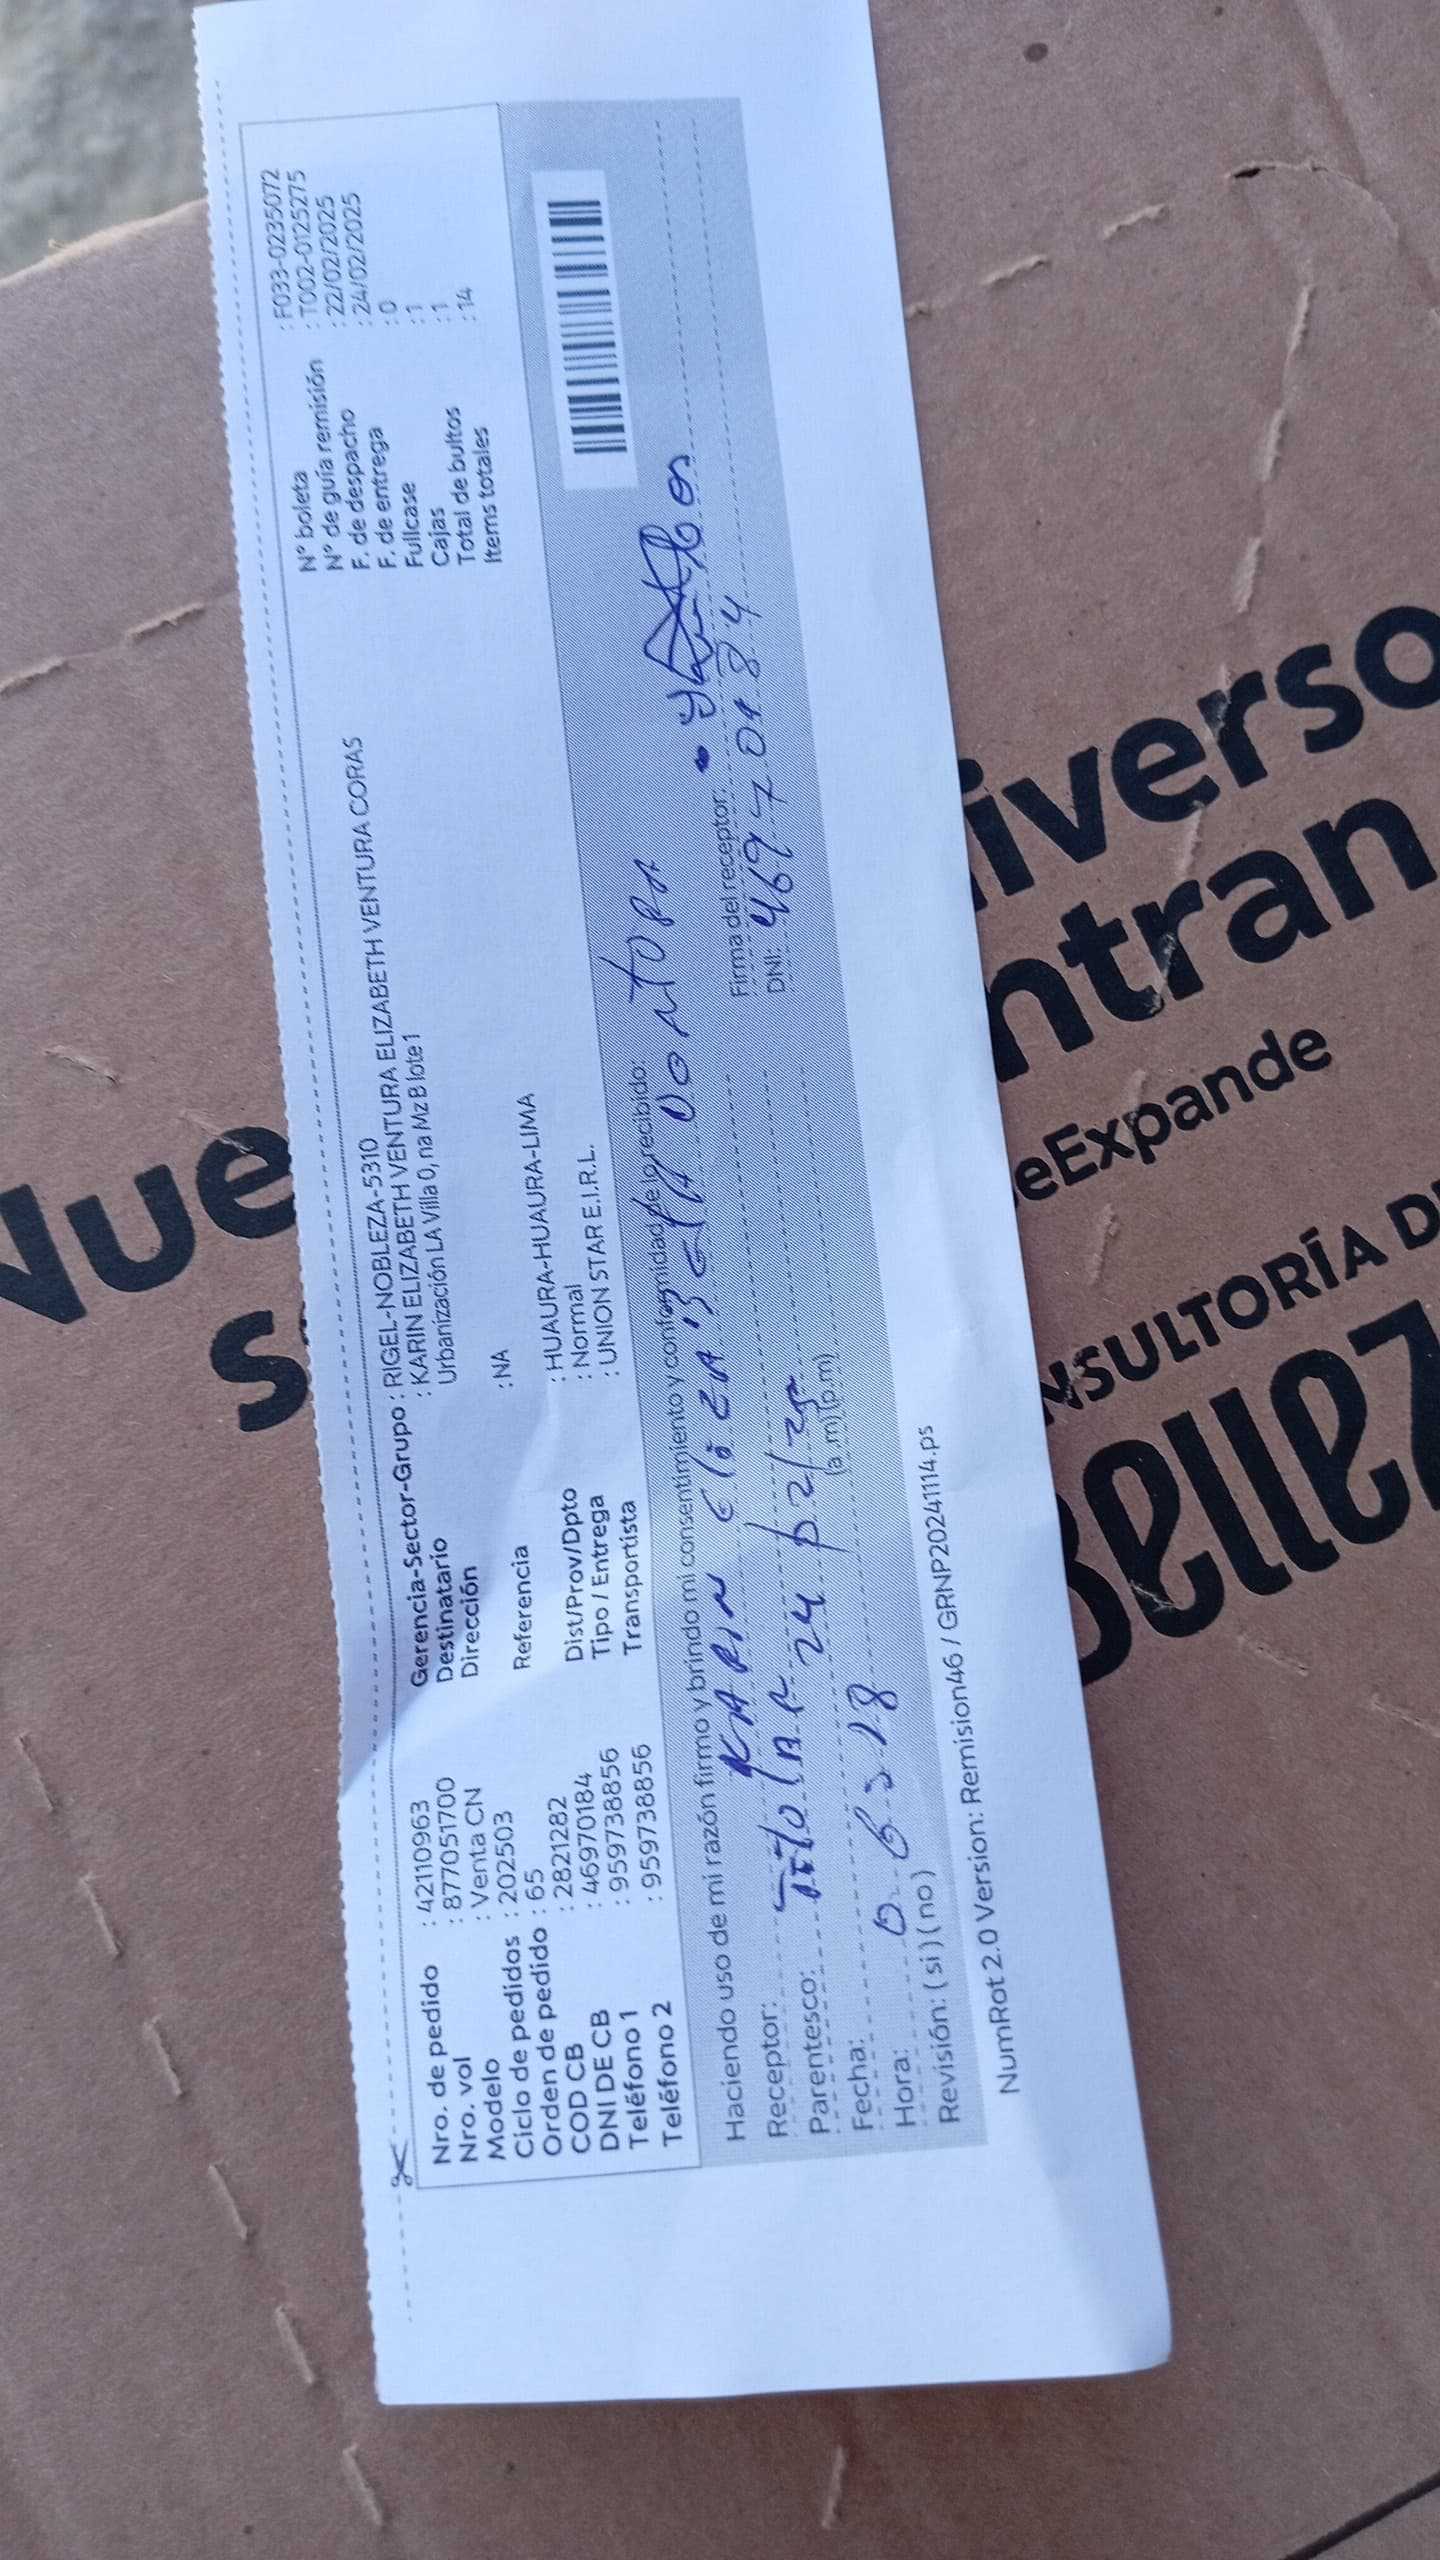 Nro. de pedido : 42110963
Nro. vol : 877051700
Modelo : Venta CN
Ciclo de pedidos : 202503
Orden de pedido : 65
COD CB : 2821282
DNI DE CB : 46970184
Teléfono 1 : 959738856
Teléfono 2 : 959738856
Gerencia-Sector-Grupo : RIGEL-NOBLEZA-5310
Destinatario : KARIN ELIZABETH VENTURA ELIZABETH VENTURA CORAS
Dirección Urbanización LA Villa 0, na Mz B lote 1
Referencia : NA
Dist/Prov/Dpto : HUAURA-HUAURA-LIMA
Tipo / Entrega : Normal
Transportista : UNION STAR E.I.R.L.
N° boleta : F033-0235072
N° de guía remisión : T002-0125275
F. de despacho : 22/02/2025
F. de entrega : 24/02/2025
Fullcase : 0
Cajas : 1
Total de bultos : 1
Items totales : 14
Haciendo uso de mi razón firmo y brindo mi consentimiento y conformidad de lo recibido:
Receptor: KARIN
Parentesco: Titolar
Fecha: 24/02/25
Hora: (a.m) (p.m)
Revisión: ( si ) ( no )
Firma del receptor:
DNI: 46970184
NumRot 2.0 Version: Remision46 / GRNP20241114.ps
Nue
iverso
s
ntran
eExpande
NSULTORÍA D
Bellez